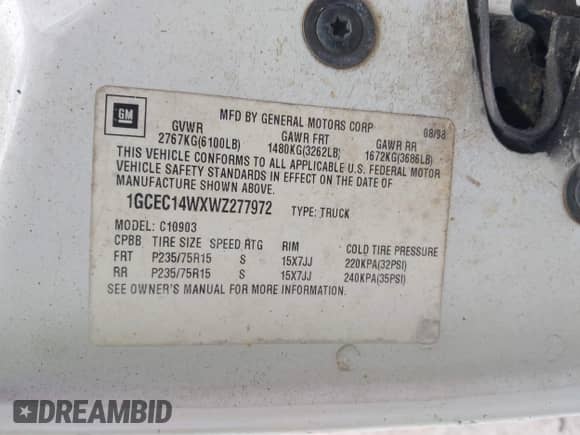 GM
MFD BY GENERAL MOTORS CORP 08/98
GVWR GAWR FRT GAWR RR
2767KG(6100LB) 1480KG(3262LB) 1672KG(3686LB)
THIS VEHICLE CONFORMS TO ALL APPLICABLE U.S. FEDERAL MOTOR
VEHICLE SAFETY STANDARDS IN EFFECT ON THE DATE OF
MANUFACTURE SHOWN ABOVE.
1GCEC14WXWZ277972 TYPE: TRUCK
MODEL: C10903
CPBB TIRE SIZE SPEED RTG RIM COLD TIRE PRESSURE
FRT P235/75R15 S 15X7JJ 220KPA(32PSI)
RR P235/75R15 S 15X7JJ 240KPA(35PSI)
SEE OWNER'S MANUAL FOR MORE INFORMATION.
DREAMBID